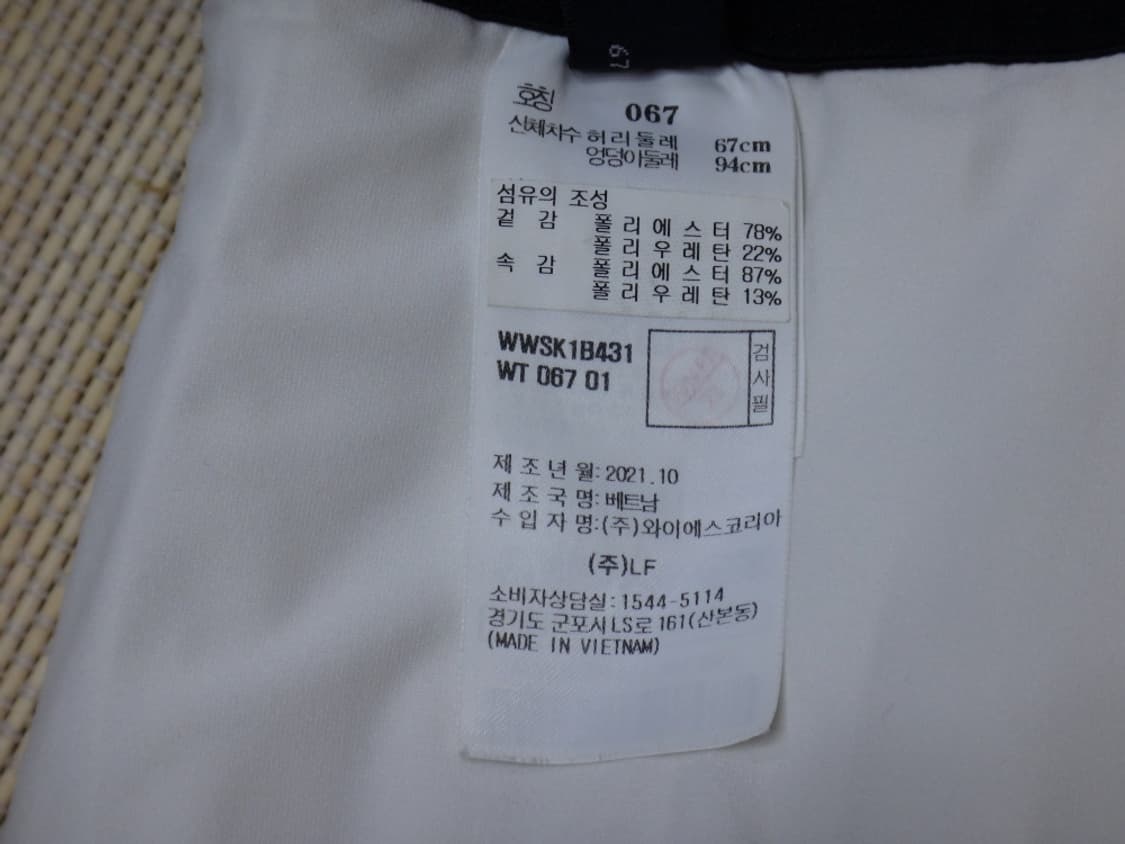 67
호칭 067
신체치수 허리둘레 67cm
엉덩이둘레 94cm
섬유의 조성
겉 감 폴리에스터 78%
폴리우레탄 22%
속 감 폴리에스터 87%
폴리우레탄 13%
WWSK1B431
WT 067 01
검사필
제 조 년 월: 2021.10
제 조 국 명: 베트남
수 입 자 명: (주)와이에스코리아
(주)LF
소비자상담실: 1544-5114
경기도 군포시 LS로 161(산본동)
(MADE IN VIETNAM)